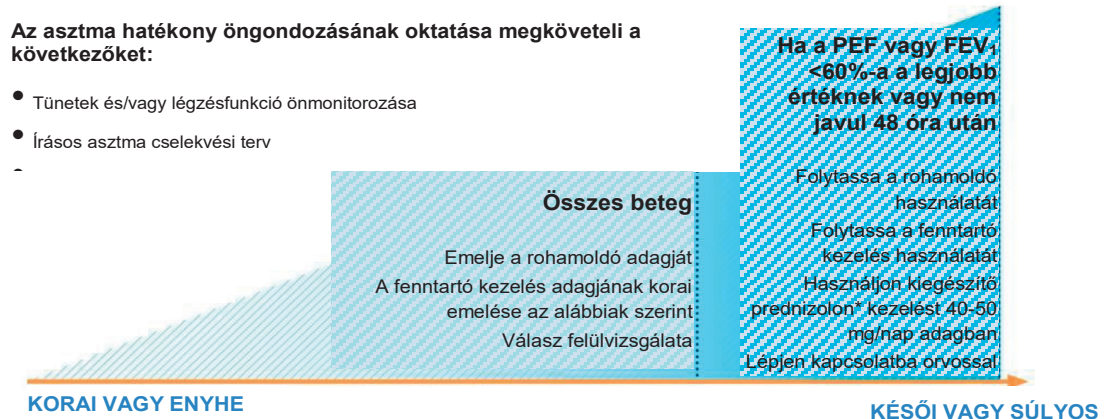 Az asztma hatékony öngondozásának oktatása megköveteli a
következőket:
• Tünetek és/vagy légzésfunkció önmonitorozása
• Írásos asztma cselekvési terv
Összes beteg
Emelje a rohamoldó adagját
A fenntartó kezelés adagjának korai
emelése az alábbiak szerint
Válasz felülvizsgálata
Ha a PEF vagy FEV₁
<60%-a a legjobb
értéknek vagy nem
javul 48 óra után
Folytassa a rohamoldó
használatát
Folytassa a fenntartó
kezelés használatát
Használjon kiegészítő
prednizolon* kezelést 40-50
mg/nap adagban
Lépjen kapcsolatba orvossal
KORAI VAGY ENYHE
KÉSŐI VAGY SÚLYOS